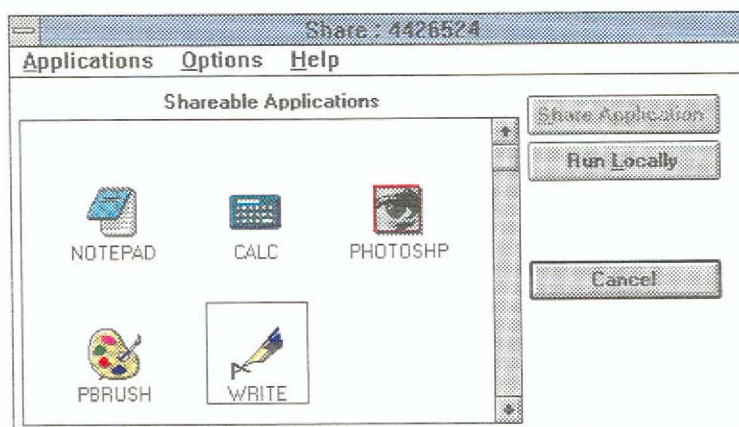 Share : 4426524
Applications Options Help
Shareable Applications
Share Application
Run Locally
NOTEPAD CALC PHOTOSHP
Cancel
PBRUSH WRITE